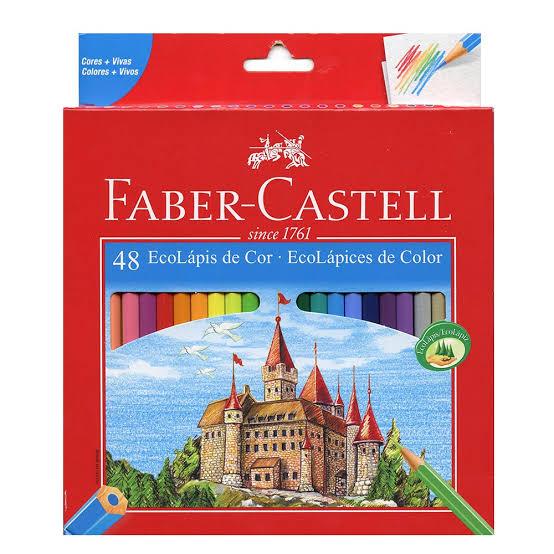 Cores + Vivas
Colores + Vivos
FABER-CASTELL
since 1761
48 EcoLápis de Cor · EcoLápices de Color
EcoLápis/EcoLápiz